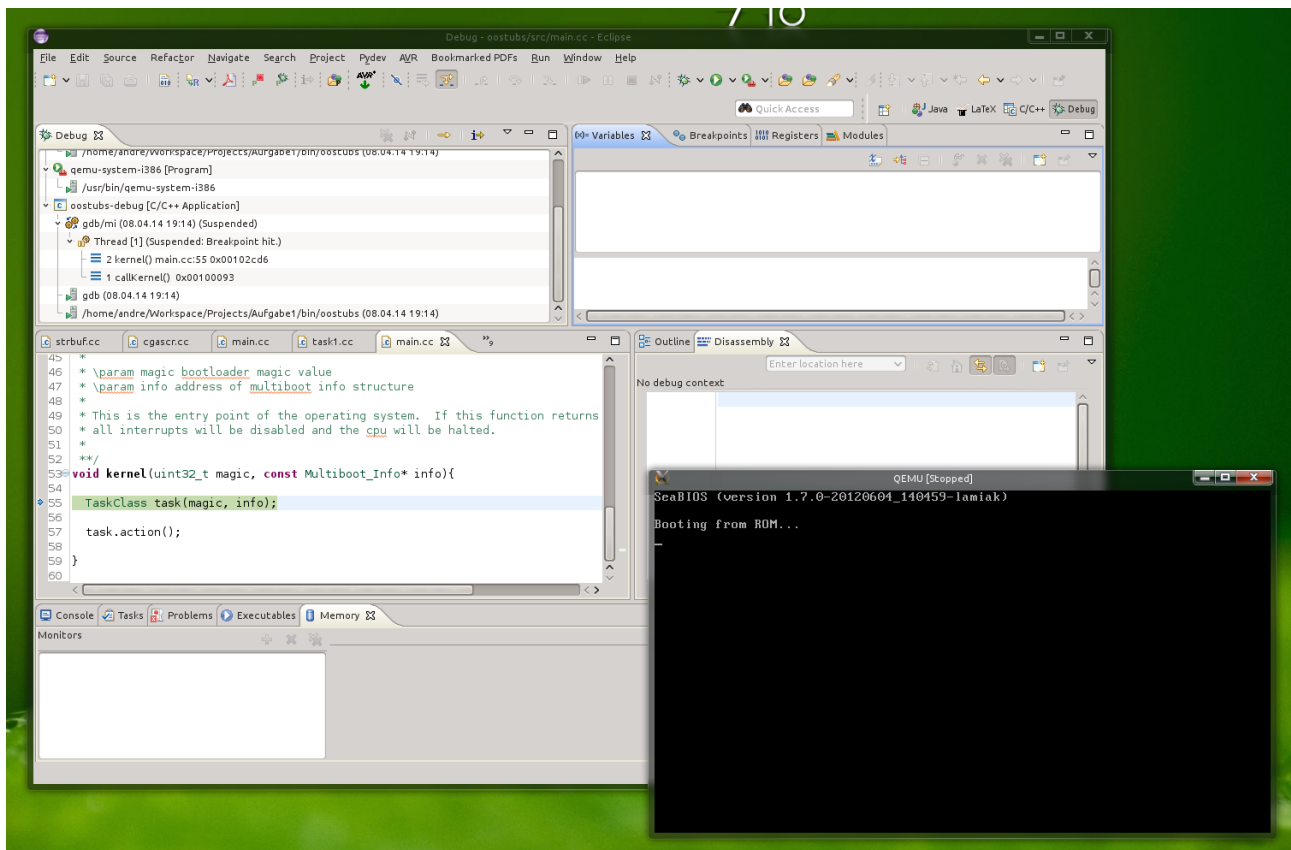 7 16
Debug - oostubs/src/main.cc - Eclipse
File Edit Source Refactor Navigate Search Project Pydev AVR Bookmarked PDFs Run Window Help
Quick Access
Java LaTeX C/C++ Debug
Debug
/home/andre/Workspace/Projects/Aufgabe1/bin/oostubs (08.04.14 19:14)
qemu-system-i386 [Program]
/usr/bin/qemu-system-i386
oostubs-debug [C/C++ Application]
gdb/mi (08.04.14 19:14) (Suspended)
Thread [1] (Suspended: Breakpoint hit.)
2 kernel() main.cc:55 0x00102cd6
1 callKernel() 0x00100093
gdb (08.04.14 19:14)
/home/andre/Workspace/Projects/Aufgabe1/bin/oostubs (08.04.14 19:14)
(x)= Variables Breakpoints Registers Modules
strbuf.cc cgascr.cc main.cc task1.cc main.cc »9
45 *
46 * \param magic bootloader magic value
47 * \param info address of multiboot info structure
48 *
49 * This is the entry point of the operating system. If this function returns
50 * all interrupts will be disabled and the cpu will be halted.
51 *
52 **/
53 void kernel(uint32_t magic, const Multiboot_Info* info){
54
55 TaskClass task(magic, info);
56
57 task.action();
58
59 }
60
Outline Disassembly
Enter location here
No debug context
Console Tasks Problems Executables Memory
Monitors
QEMU [Stopped]
SeaBIOS (version 1.7.0-20120604_140459-lamiak)
Booting from ROM...